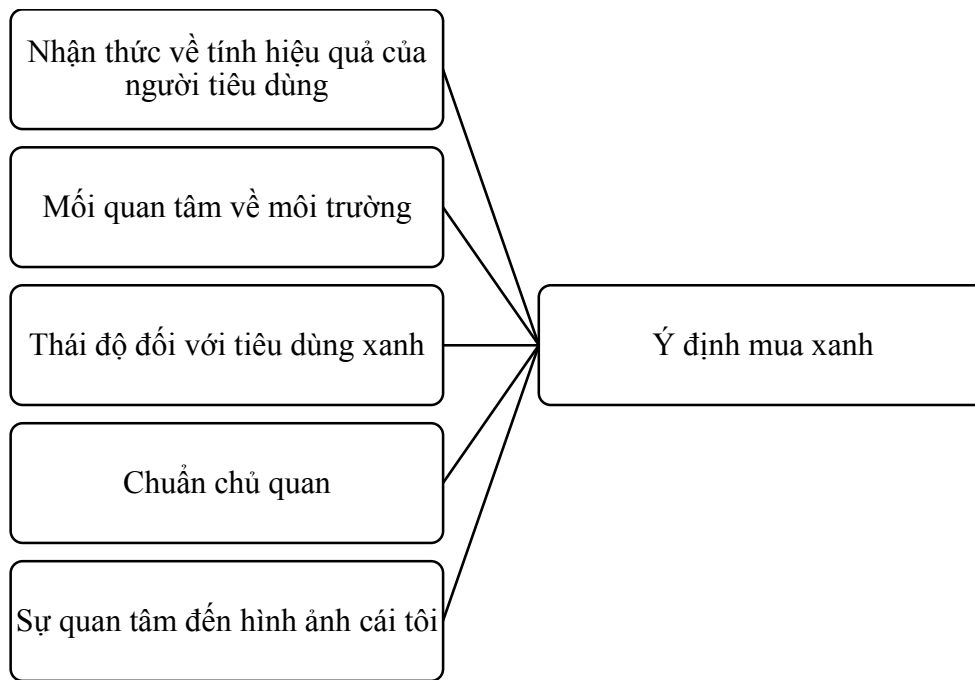 Nhận thức về tính hiệu quả của
người tiêu dùng
Mối quan tâm về môi trường
Thái độ đối với tiêu dùng xanh
Chuẩn chủ quan
Sự quan tâm đến hình ảnh cái tôi
Ý định mua xanh